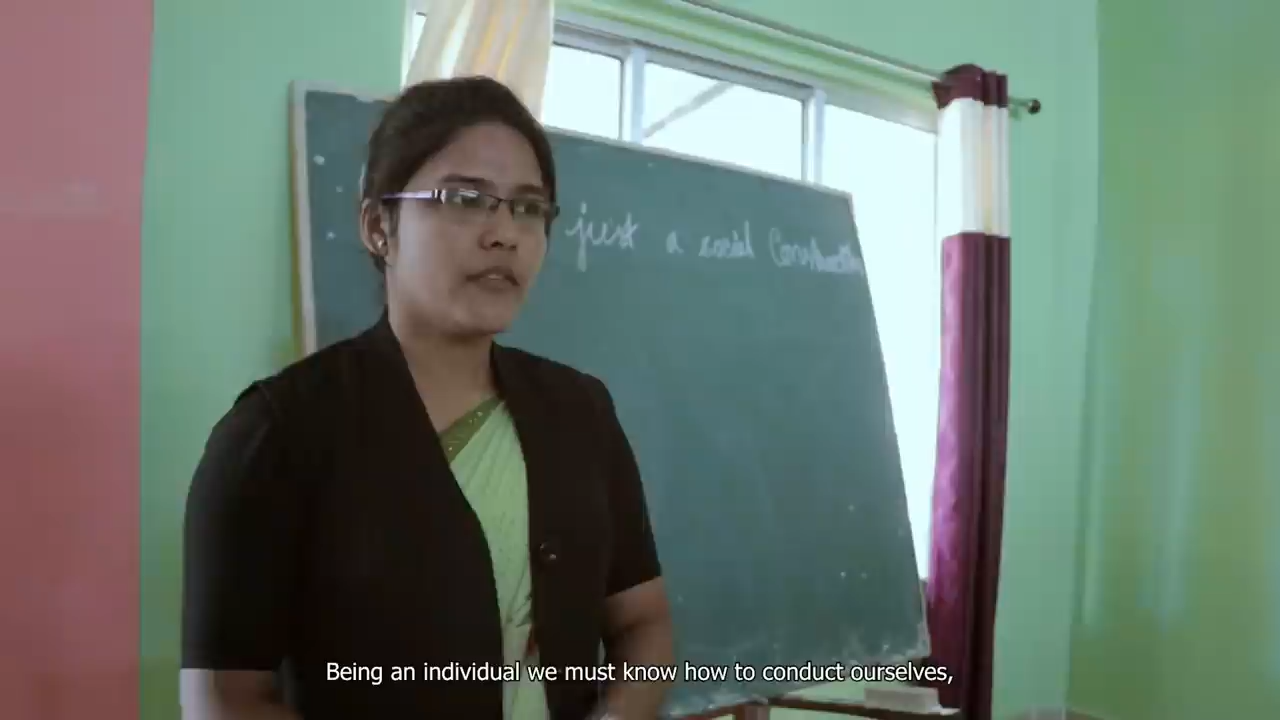 just a social Construction
Being an individual we must know how to conduct ourselves,